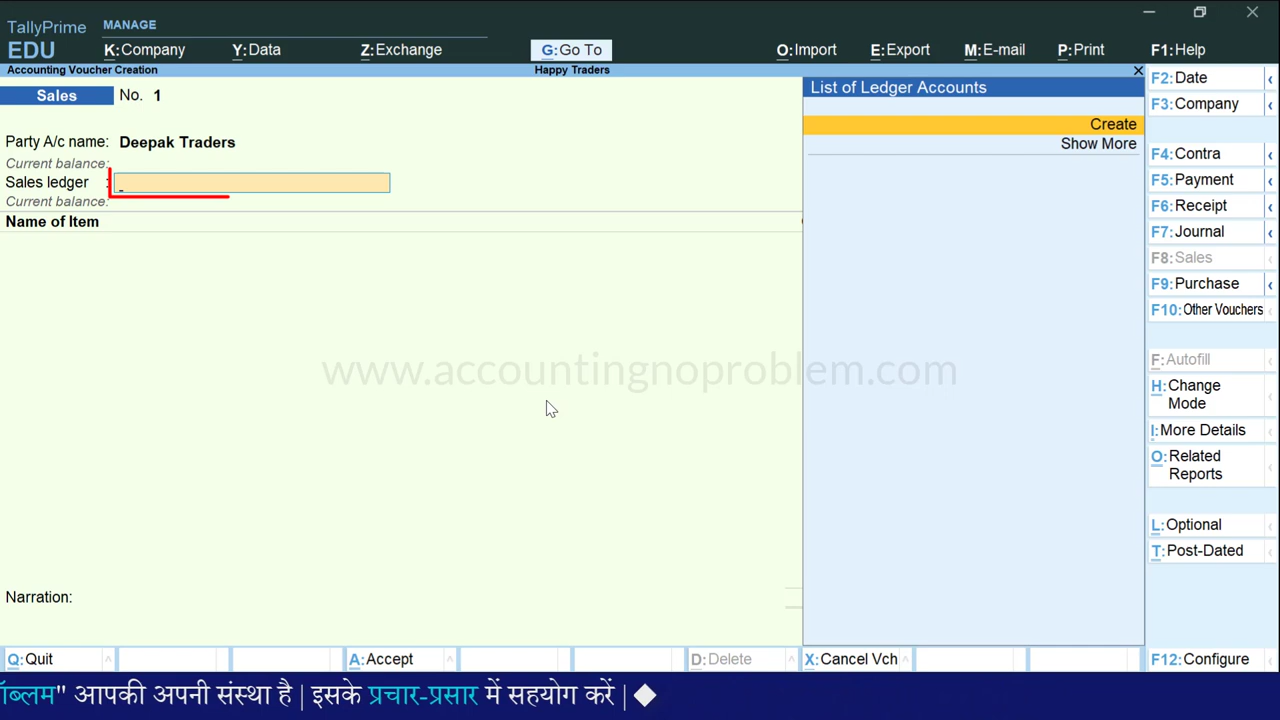 TallyPrime
EDU
MANAGE
K:Company
Y:Data
Z:Exchange
G:Go To
O:Import
E:Export
M:E-mail
P:Print
F1:Help
Accounting Voucher Creation
Happy Traders
Sales No. 1
Party A/c name: Deepak Traders
Current balance:
Sales ledger :
Current balance:
Name of Item
List of Ledger Accounts
Create
Show More
F2:Date
F3:Company
F4:Contra
F5:Payment
F6:Receipt
F7:Journal
F8:Sales
F9:Purchase
F10:Other Vouchers
F:Autofill
H:Change
Mode
I:More Details
O:Related
Reports
L:Optional
T:Post-Dated
www.accountingnoproblem.com
Narration:
Q:Quit
A:Accept
D:Delete
X:Cancel Vch
F12:Configure
ॉब्लम" आपकी अपनी संस्था है | इसके प्रचार-प्रसार में सहयोग करें |